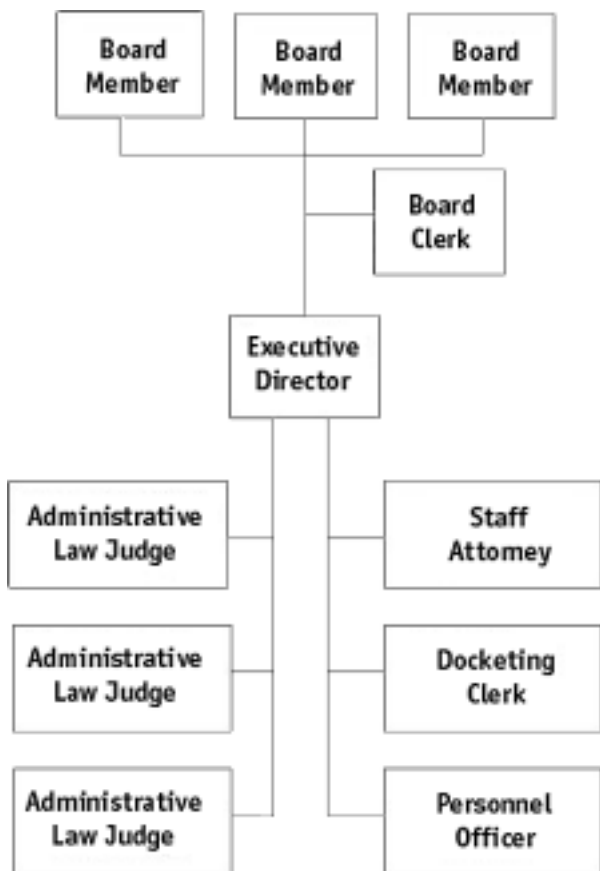 Board
Member
Board
Member
Board
Member
Board
Clerk
Executive
Director
Administrative
Law Judge
Staff
Attorney
Administrative
Law Judge
Docketing
Clerk
Administrative
Law Judge
Personnel
Officer